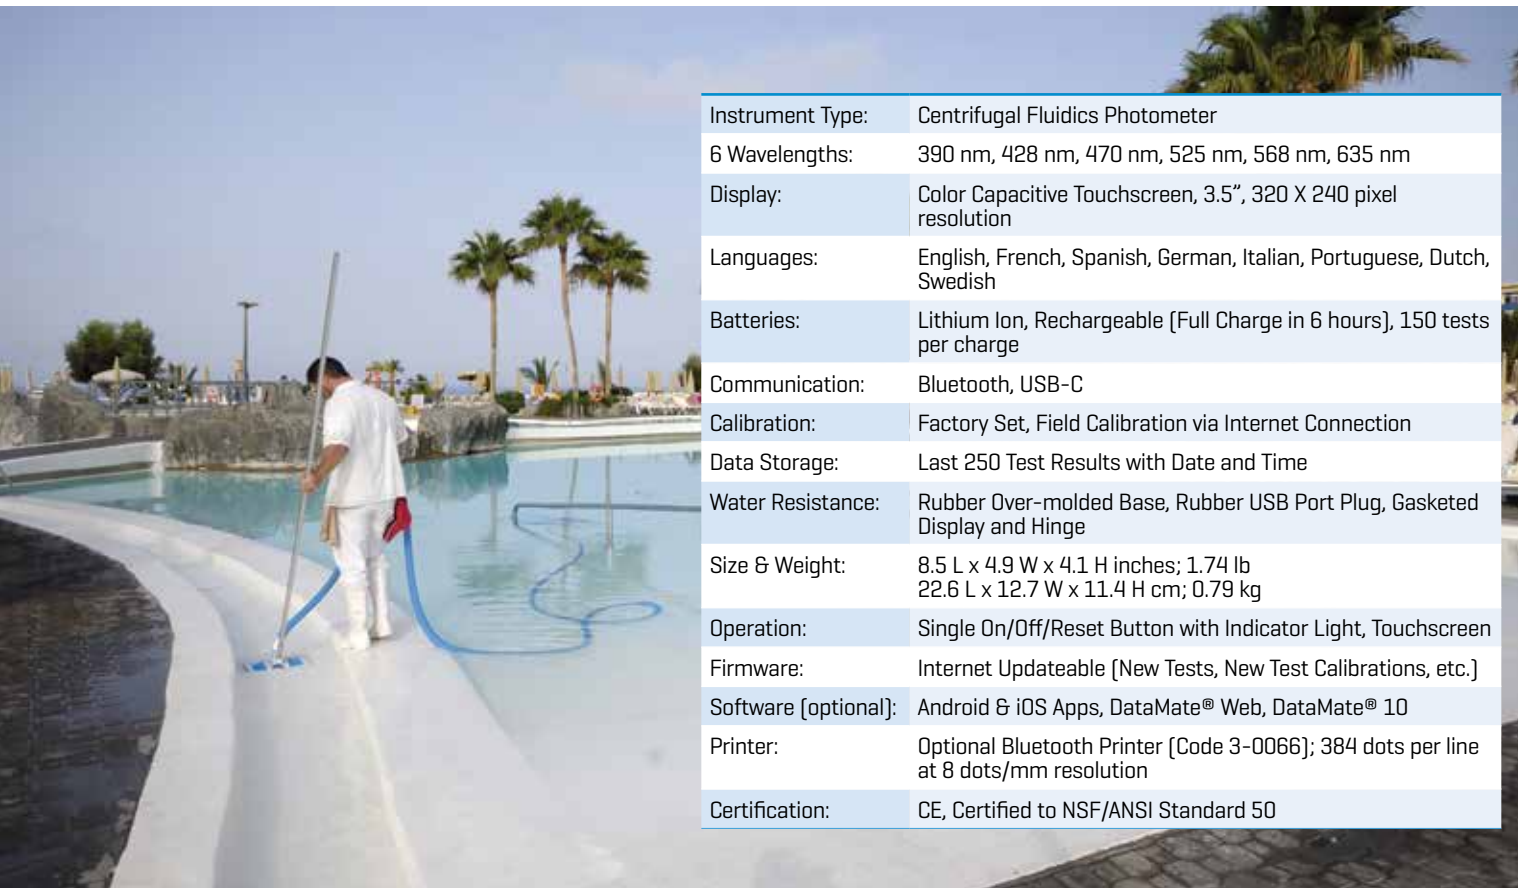 Instrument Type: Centrifugal Fluidics Photometer
6 Wavelengths: 390 nm, 428 nm, 470 nm, 525 nm, 568 nm, 635 nm
Display: Color Capacitive Touchscreen, 3.5”, 320 X 240 pixel
resolution
Languages: English, French, Spanish, German, Italian, Portuguese, Dutch,
Swedish
Batteries: Lithium Ion, Rechargeable (Full Charge in 6 hours), 150 tests
per charge
Communication: Bluetooth, USB-C
Calibration: Factory Set, Field Calibration via Internet Connection
Data Storage: Last 250 Test Results with Date and Time
Water Resistance: Rubber Over-molded Base, Rubber USB Port Plug, Gasketed
Display and Hinge
Size & Weight: 8.5 L x 4.9 W x 4.1 H inches; 1.74 lb
22.6 L x 12.7 W x 11.4 H cm; 0.79 kg
Operation: Single On/Off/Reset Button with Indicator Light, Touchscreen
Firmware: Internet Updateable (New Tests, New Test Calibrations, etc.)
Software (optional): Android & iOS Apps, DataMate® Web, DataMate® 10
Printer: Optional Bluetooth Printer (Code 3-0066); 384 dots per line
at 8 dots/mm resolution
Certification: CE, Certified to NSF/ANSI Standard 50